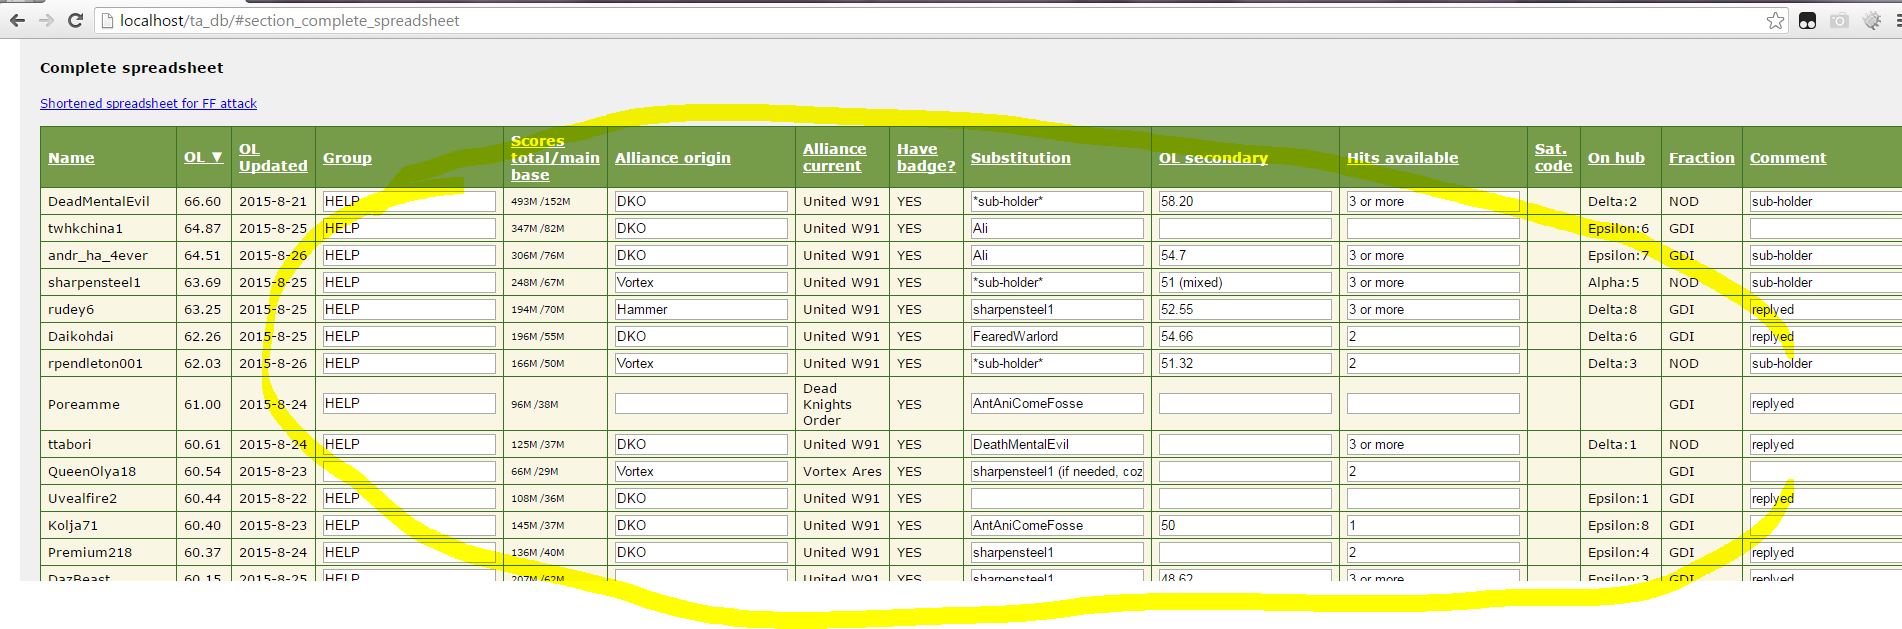 localhost/ta_db/#section_complete_spreadsheet
Complete spreadsheet
Shortened spreadsheet for FF attack
Name OL ▼ OL Updated Group Scores total/main base Alliance origin Alliance current Have badge? Substitution OL secondary Hits available Sat. code On hub Fraction Comment
DeadMentalEvil 66.60 2015-8-21 HELP 493M /152M DKO United W91 YES *sub-holder* 58.20 3 or more Delta:2 NOD sub-holder
twhkchina1 64.87 2015-8-25 HELP 347M /82M DKO United W91 YES Ali Epsilon:6 GDI
andr_ha_4ever 64.51 2015-8-26 HELP 306M /76M DKO United W91 YES Ali 54.7 3 or more Epsilon:7 GDI sub-holder
sharpensteel1 63.69 2015-8-25 HELP 248M /67M Vortex United W91 YES *sub-holder* 51 (mixed) 3 or more Alpha:5 NOD sub-holder
rudey6 63.25 2015-8-25 HELP 194M /70M Hammer United W91 YES sharpensteel1 52.55 3 or more Delta:8 GDI replyed
Daikohdai 62.26 2015-8-25 HELP 196M /55M DKO United W91 YES FearedWarlord 54.66 2 Delta:6 GDI replyed
rpendleton001 62.03 2015-8-26 HELP 166M /50M Vortex United W91 YES *sub-holder* 51.32 2 Delta:3 NOD sub-holder
Poreamme 61.00 2015-8-24 HELP 96M /38M Dead Knights Order YES AntAniComeFosse GDI replyed
ttabori 60.61 2015-8-24 HELP 125M /37M DKO United W91 YES DeathMentalEvil 3 or more Delta:1 NOD replyed
QueenOlya18 60.54 2015-8-23 66M /29M Vortex Vortex Ares YES sharpensteel1 (if needed, coz 2 GDI
Uvealfire2 60.44 2015-8-22 HELP 108M /36M DKO United W91 YES Epsilon:1 GDI replyed
Kolja71 60.40 2015-8-23 HELP 145M /37M DKO United W91 YES AntAniComeFosse 50 1 Epsilon:8 GDI
Premium218 60.37 2015-8-24 HELP 136M /40M DKO United W91 YES sharpensteel1 2 Epsilon:4 GDI replyed
DazBeast 60.15 2015-8-25 HELP 207M /62M United W91 YES sharpensteel1 48.62 3 or more Epsilon:3 GDI replyed